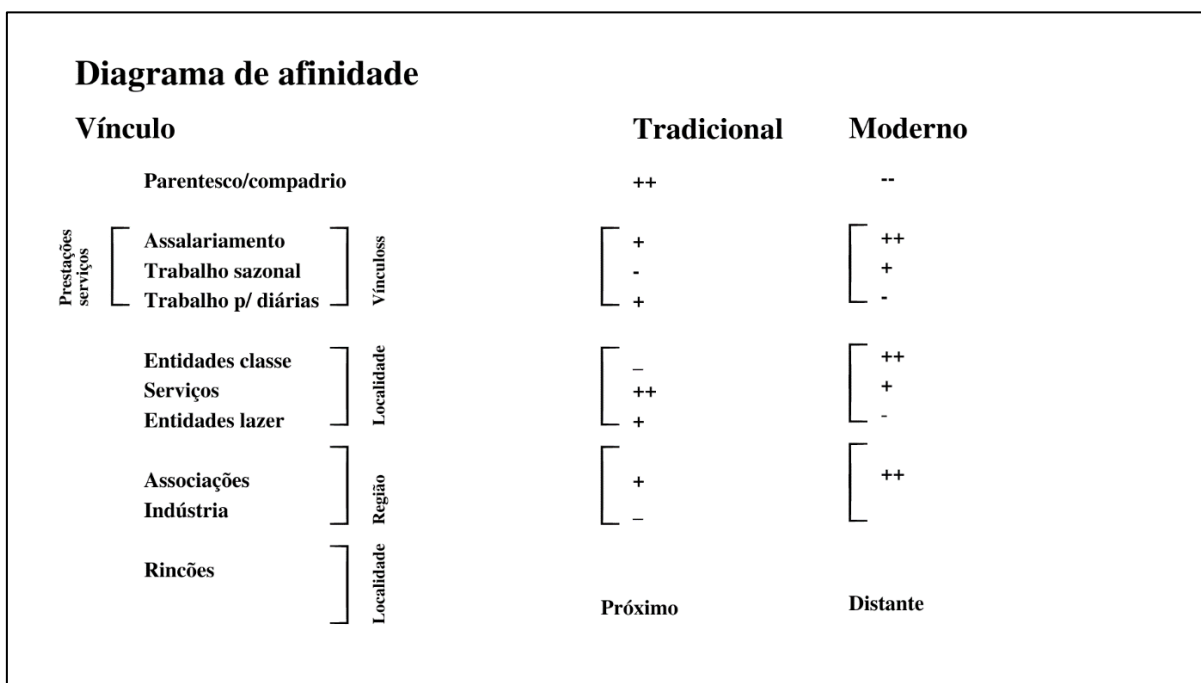 Diagrama de afinidade
Vínculo Tradicional Moderno
Parentesco/compadrio ++ --
Prestações serviços
Vínculoss
Assalariamento + ++
Trabalho sazonal - +
Trabalho p/ diárias + -
Localidade
Entidades classe _ ++
Serviços ++ +
Entidades lazer + -
Região
Associações + ++
Indústria _
Localidade
Rincões
Próximo Distante